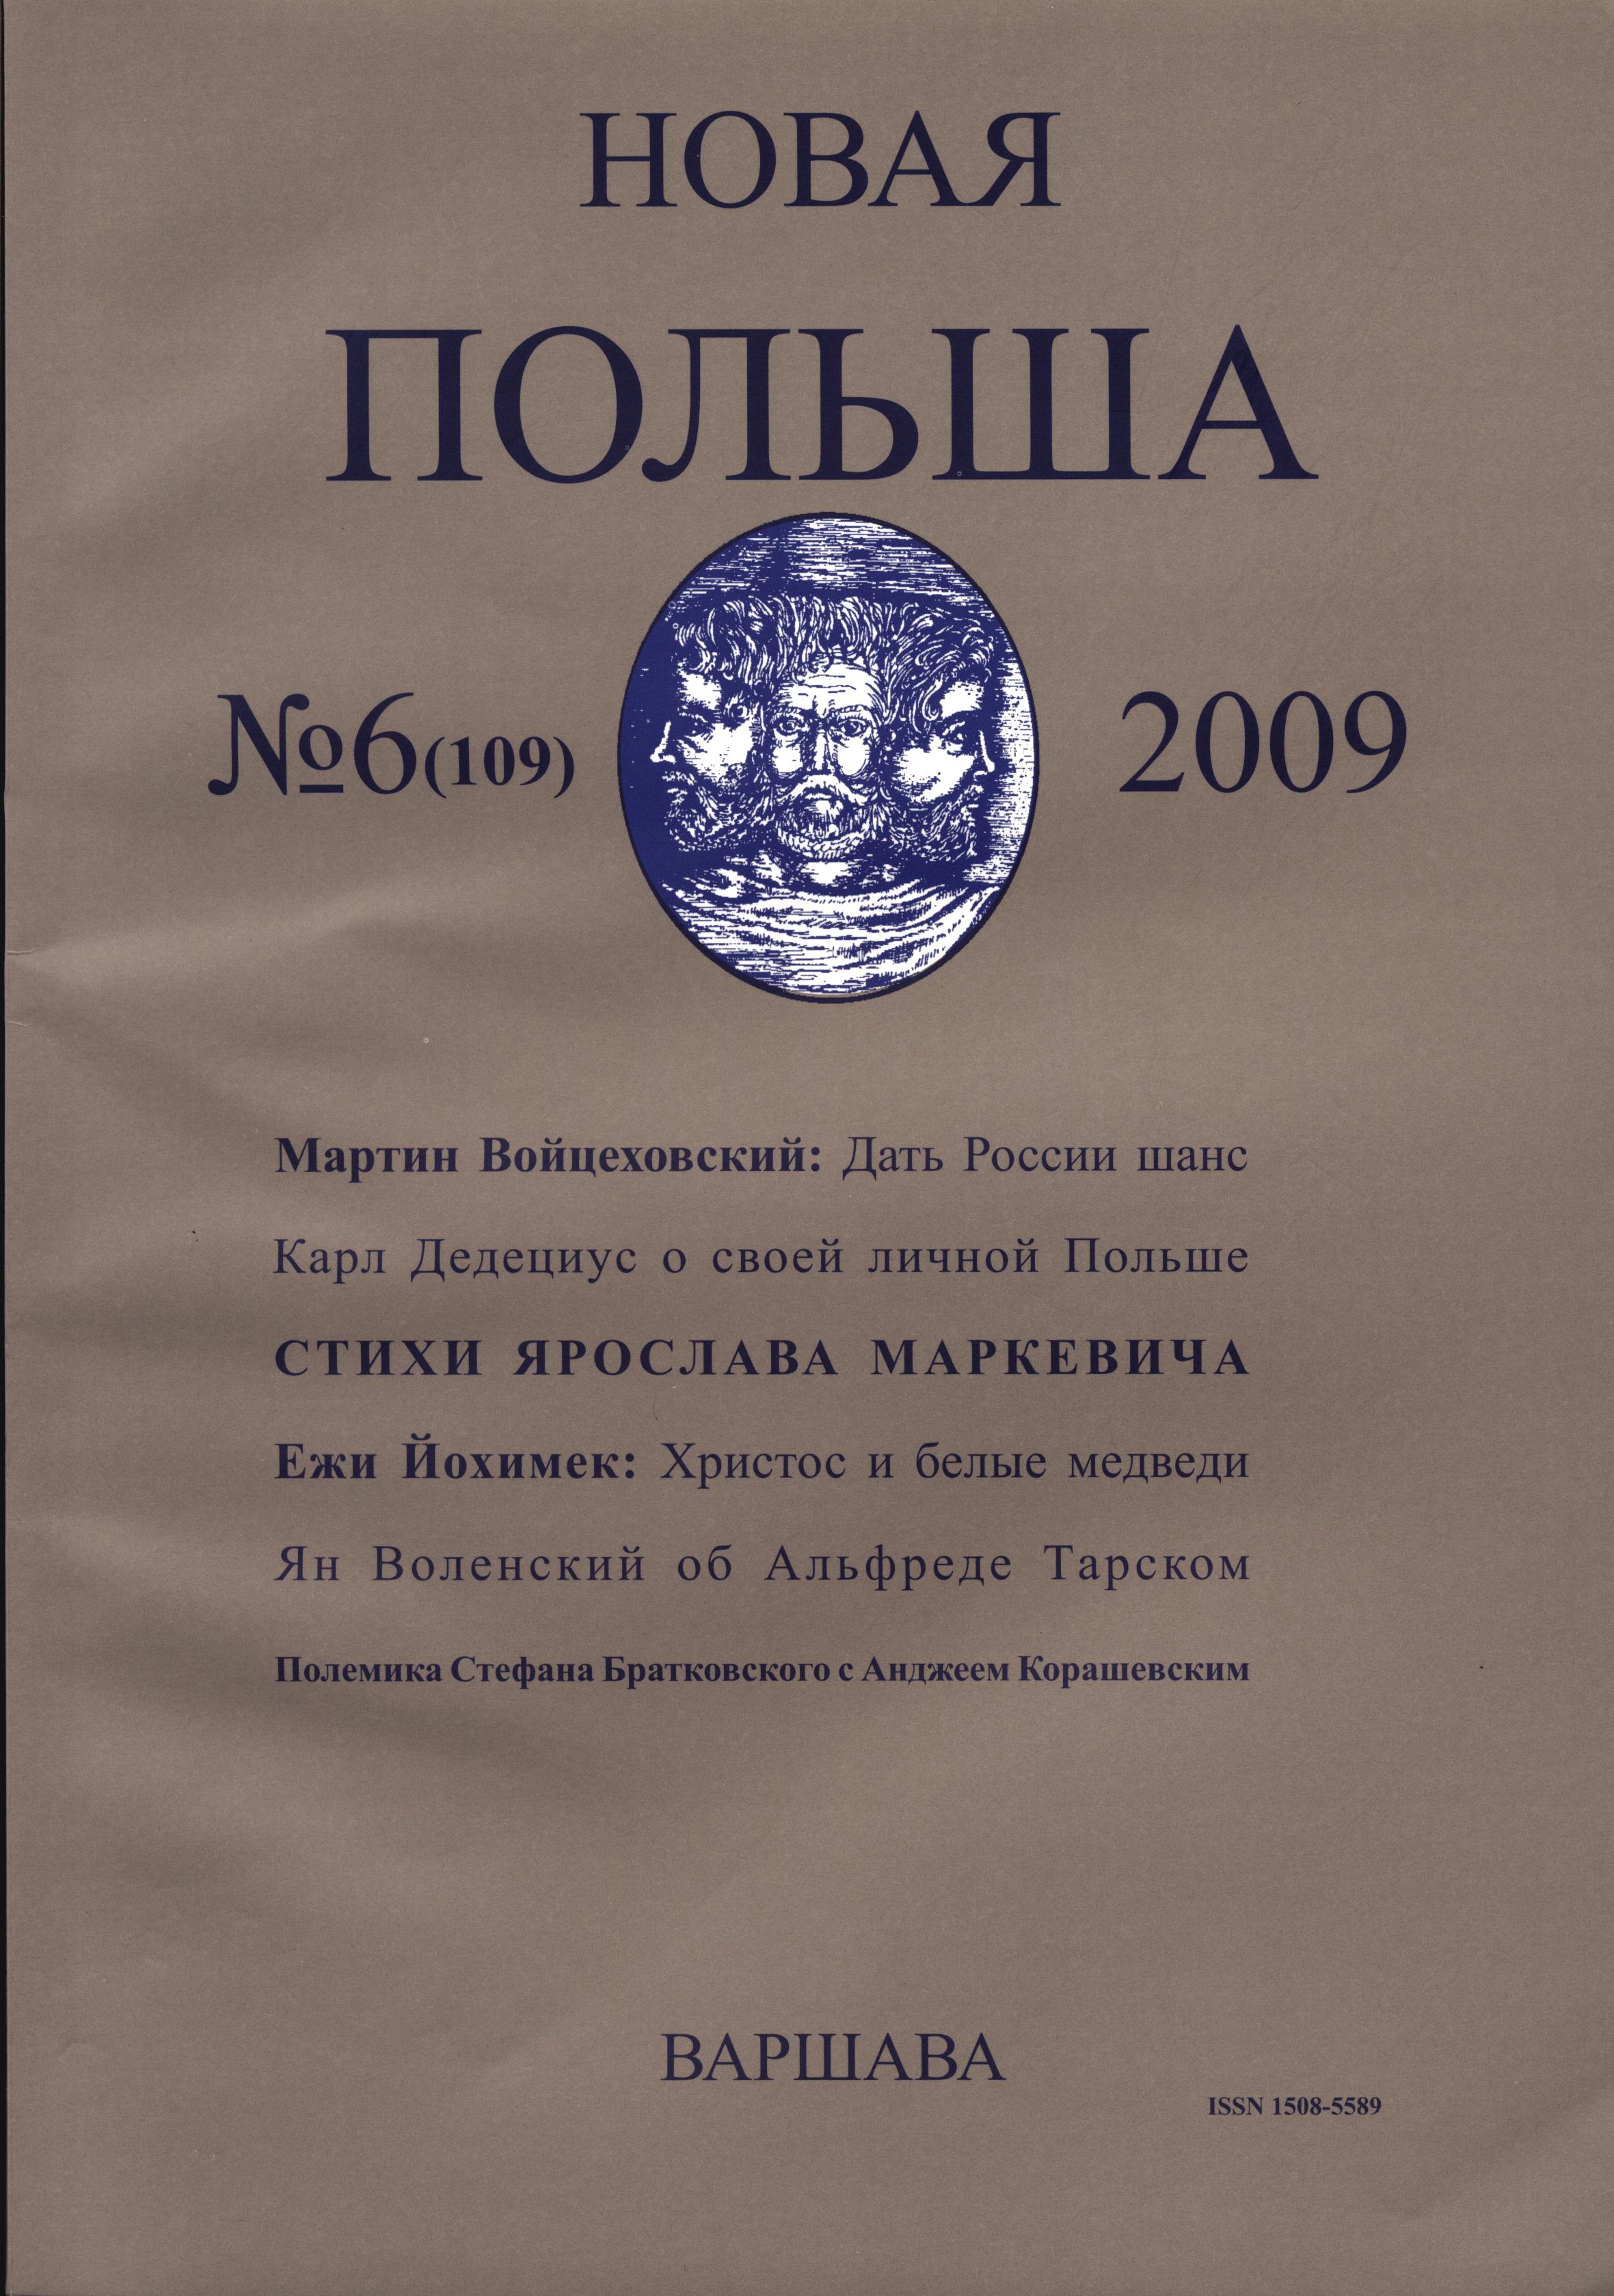 НОВАЯ
ПОЛЬША
№6(109)
2009
Мартин Войцеховский: Дать России шанс
Карл Дедециус о своей личной Польше
СТИХИ ЯРОСЛАВА МАРКЕВИЧА
Ежи Йохимек: Христос и белые медведи
Ян Воленский об Альфреде Тарском
Полемика Стефана Братковского с Анджеем Корашевским
ВАРШАВА
ISSN 1508-5589